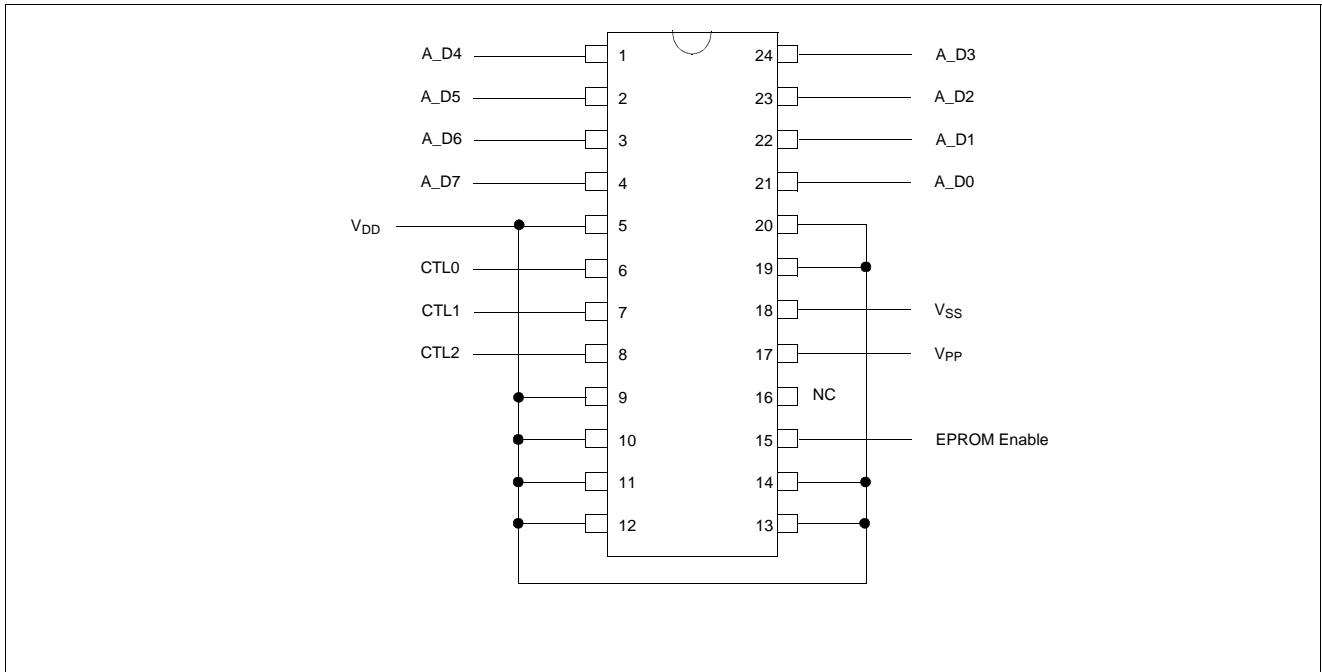 A_D4 1 24 A_D3
A_D5 2 23 A_D2
A_D6 3 22 A_D1
A_D7 4 21 A_D0
VDD 5 20
CTL0 6 19
CTL1 7 18 VSS
CTL2 8 17 VPP
9 16 NC
10 15 EPROM Enable
11 14
12 13